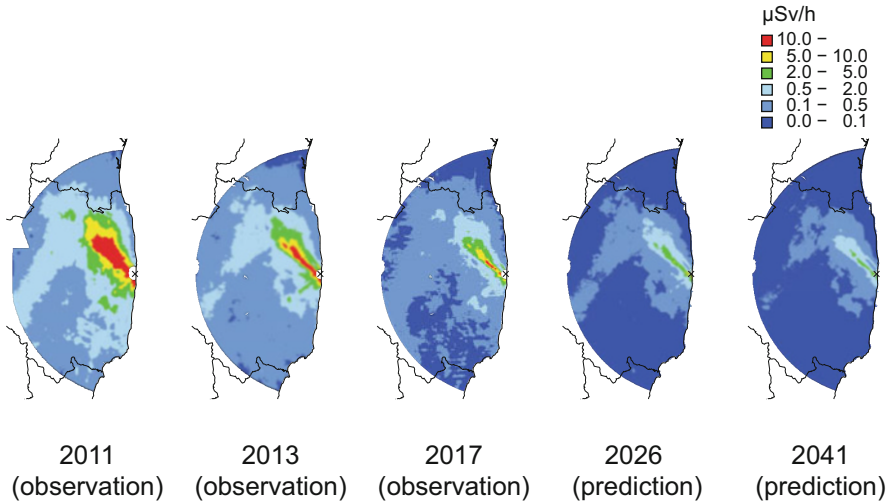 µSv/h
10.0 −
5.0 − 10.0
2.0 − 5.0
0.5 − 2.0
0.1 − 0.5
0.0 − 0.1
2011
(observation)
2013
(observation)
2017
(observation)
2026
(prediction)
2041
(prediction)